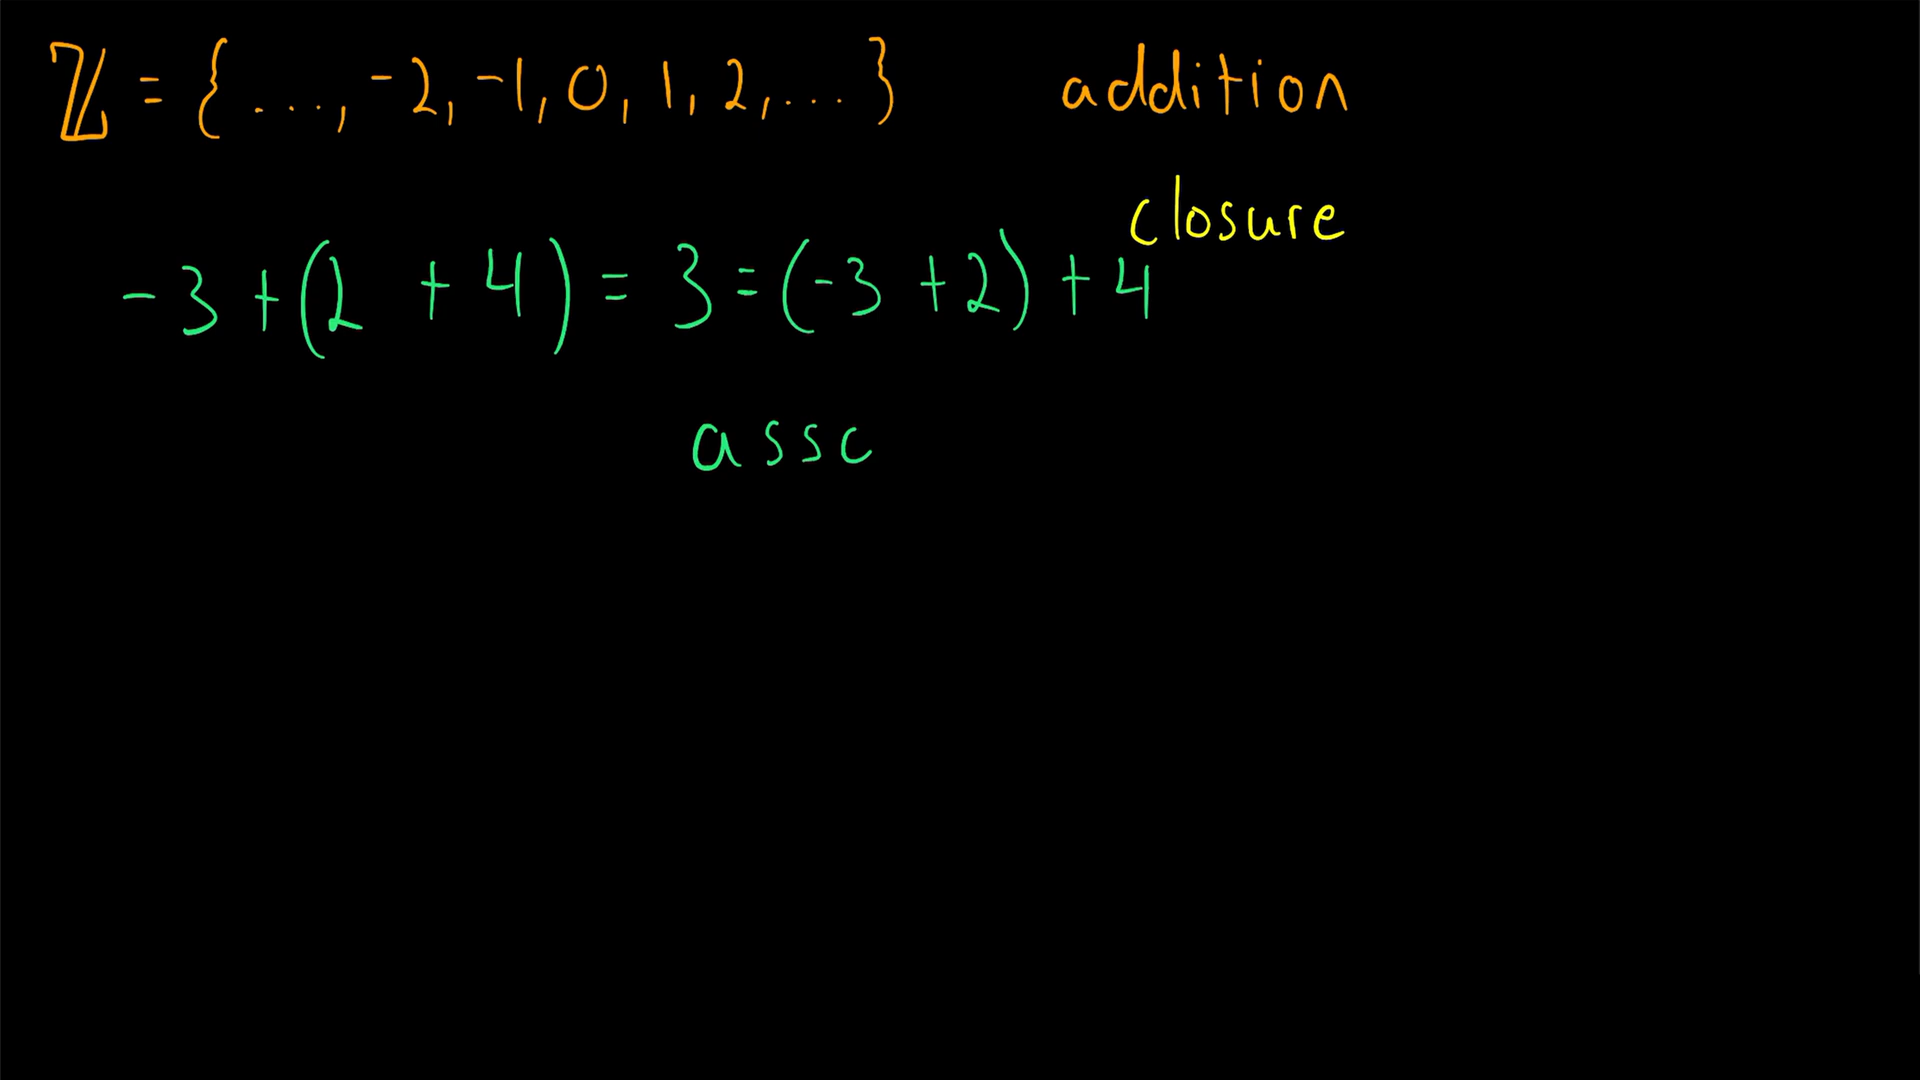 ℤ = {..., -2, -1, 0, 1, 2, ...} addition
closure
-3 + (2 + 4) = 3 = (-3 + 2) + 4
assc